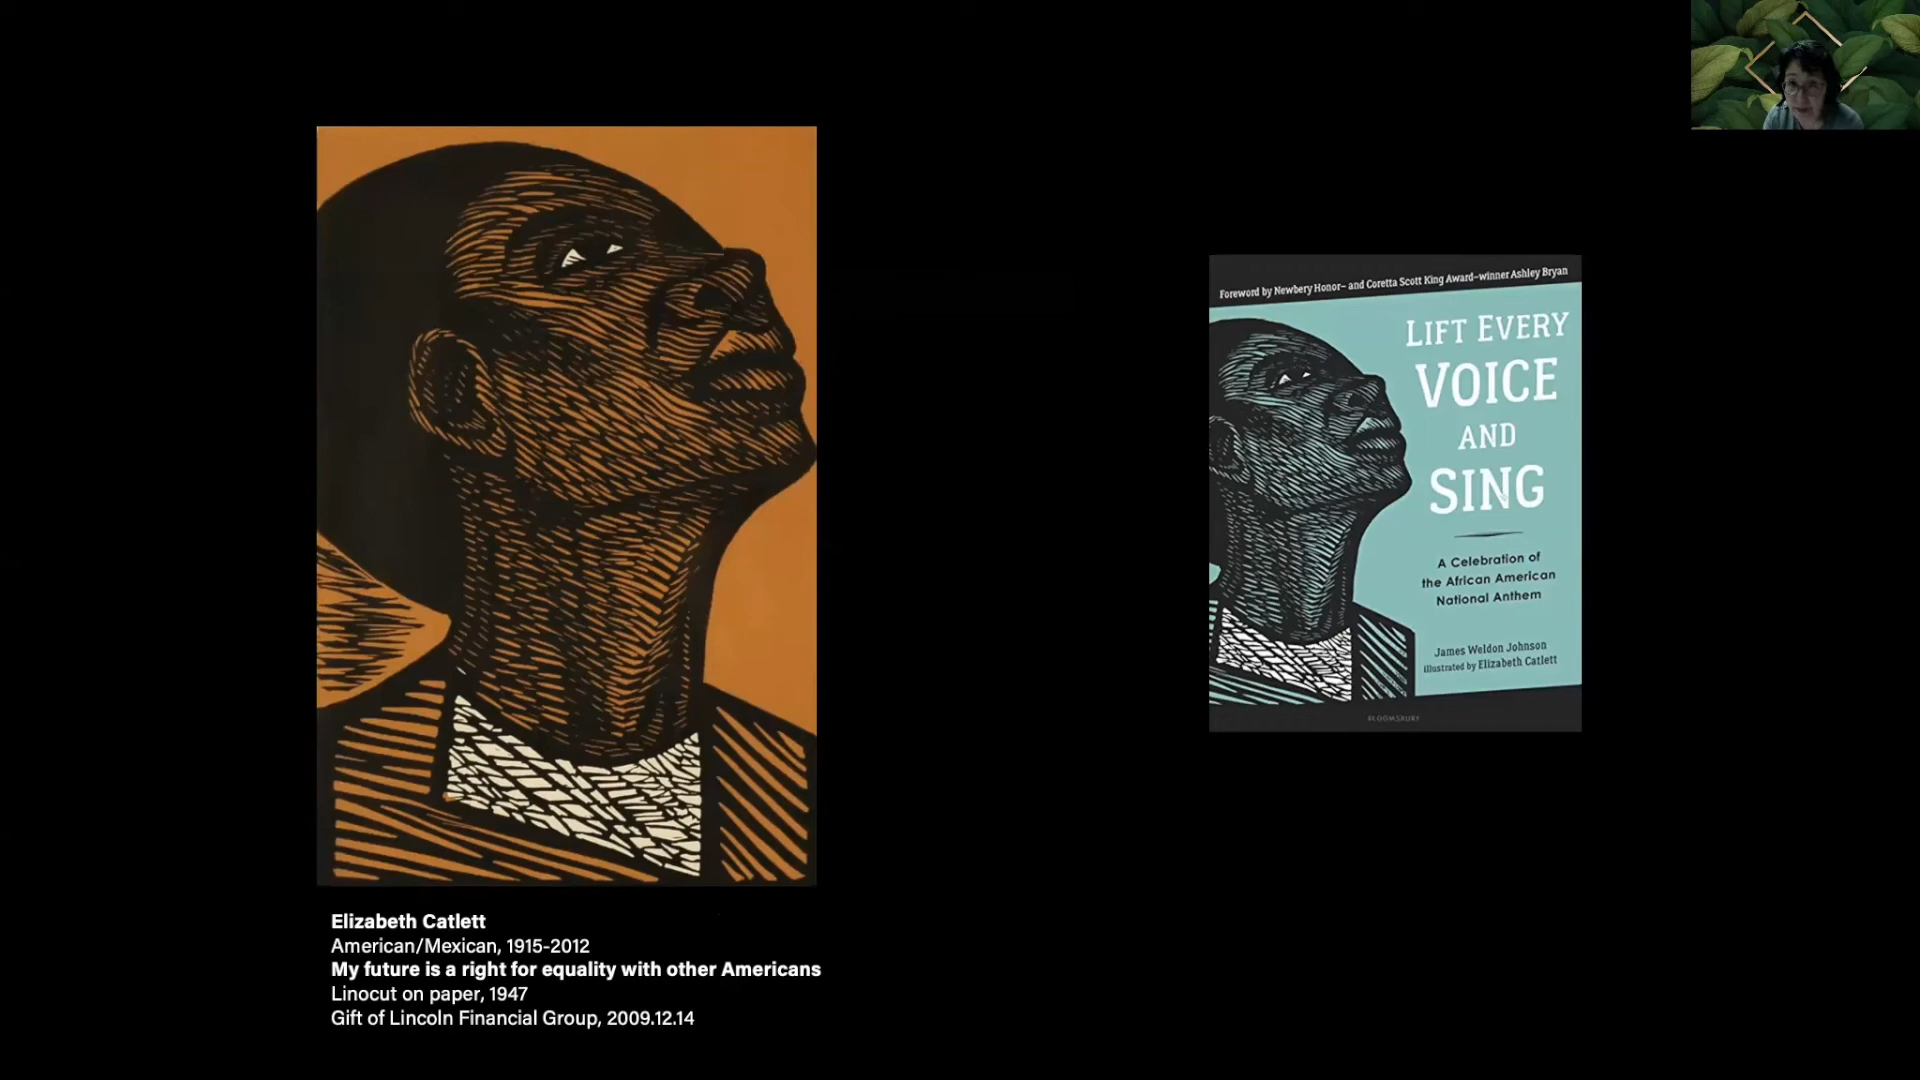 Elizabeth Catlett
American/Mexican, 1915-2012
My future is a right for equality with other Americans
Linocut on paper, 1947
Gift of Lincoln Financial Group, 2009.12.14
Foreword by Newbery Honor– and Coretta Scott King Award–winner Ashley Bryan
LIFT EVERY
VOICE
AND
SING
A Celebration of
the African American
National Anthem
James Weldon Johnson
illustrated by Elizabeth Catlett
BLOOMSBURY